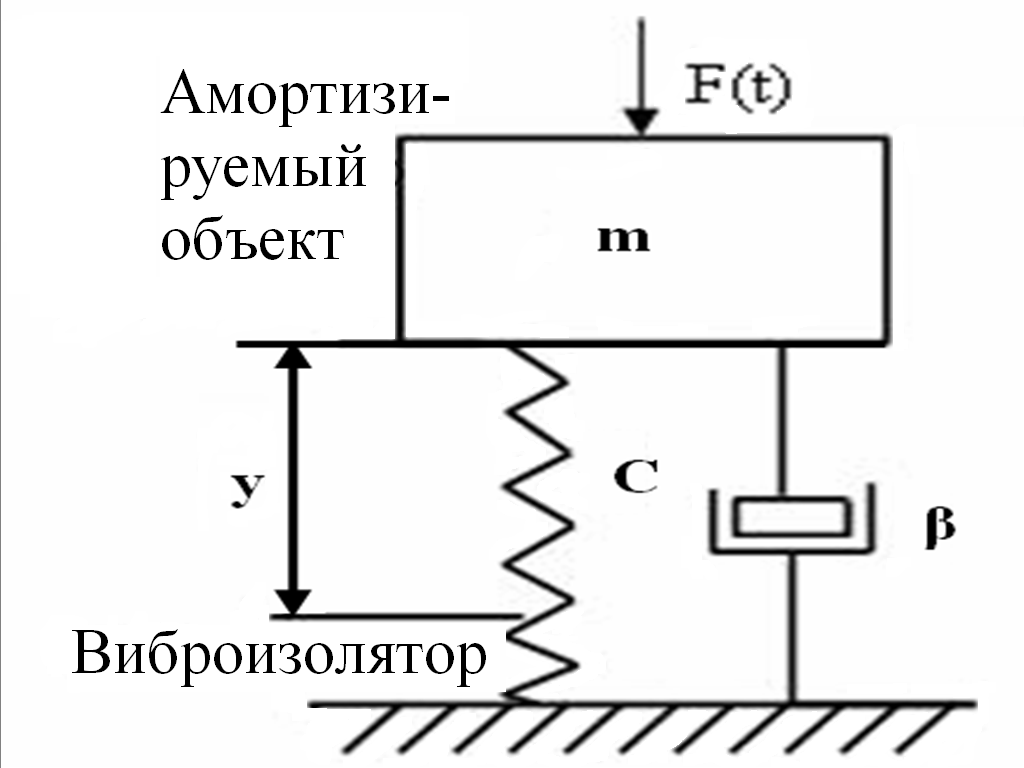 Амортизи-
руемый
объект
F(t)
m
y
C
β
Виброизолятор